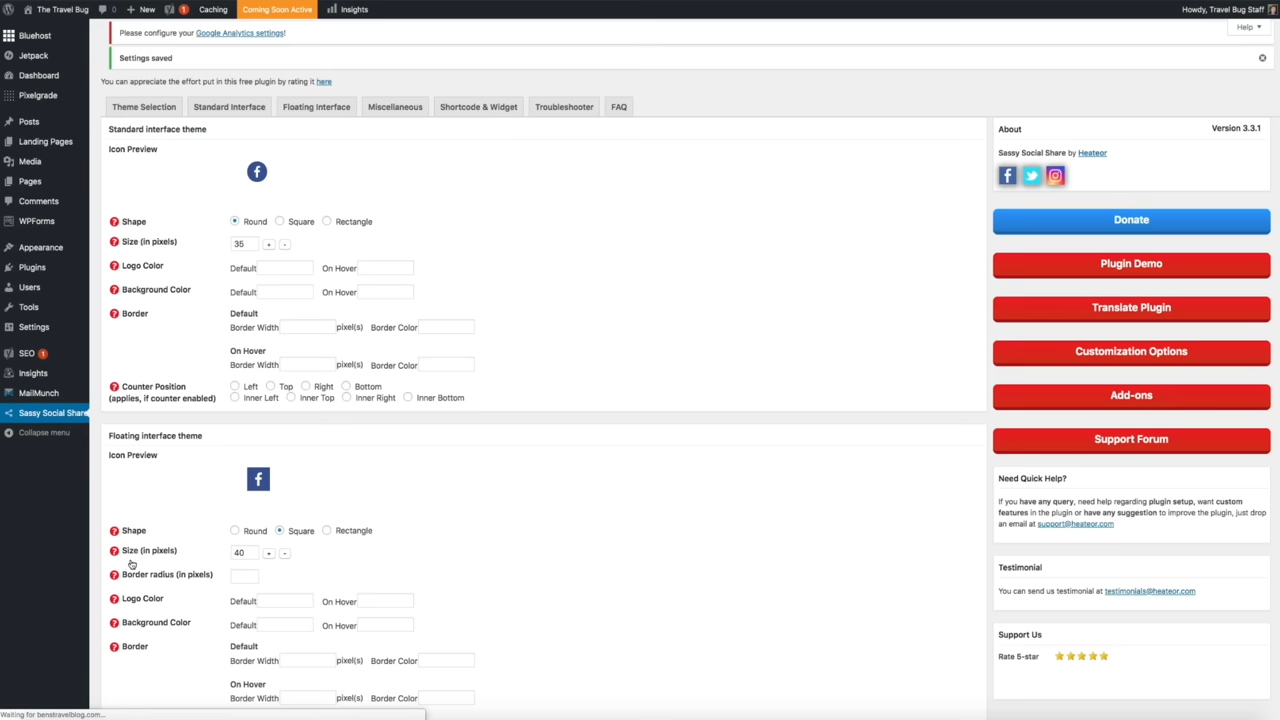 The Travel Bug 0 + New 1 Caching Coming Soon Active Insights Howdy, Travel Bug Staff
Bluehost
Jetpack
Dashboard
Pixelgrade
Posts
Landing Pages
Media
Pages
Comments
WPForms
Appearance
Plugins
Users
Tools
Settings
SEO 1
Insights
MailMunch
Sassy Social Share
Collapse menu
Help ▼
Please configure your Google Analytics settings!
Settings saved
You can appreciate the effort put in this free plugin by rating it here
Theme Selection Standard Interface Floating Interface Miscellaneous Shortcode & Widget Troubleshooter FAQ
Standard interface theme
Icon Preview
f
? Shape Round Square Rectangle
? Size (in pixels) 35 + -
? Logo Color Default On Hover
? Background Color Default On Hover
? Border Default
Border Width pixel(s) Border Color
On Hover
Border Width pixel(s) Border Color
? Counter Position Left Top Right Bottom
(applies, if counter enabled) Inner Left Inner Top Inner Right Inner Bottom
Floating interface theme
Icon Preview
f
? Shape Round Square Rectangle
? Size (in pixels) 40 + -
? Border radius (in pixels)
? Logo Color Default On Hover
? Background Color Default On Hover
? Border Default
Border Width pixel(s) Border Color
On Hover
Border Width pixel(s) Border Color
About Version 3.3.1
Sassy Social Share by Heateor
Donate
Plugin Demo
Translate Plugin
Customization Options
Add-ons
Support Forum
Need Quick Help?
If you have any query, need help regarding plugin setup, want custom
features in the plugin or have any suggestion to improve the plugin, just drop
an email at support@heateor.com
Testimonial
You can send us testimonial at testimonials@heateor.com
Support Us
Rate 5-star
Waiting for benstravelblog.com...